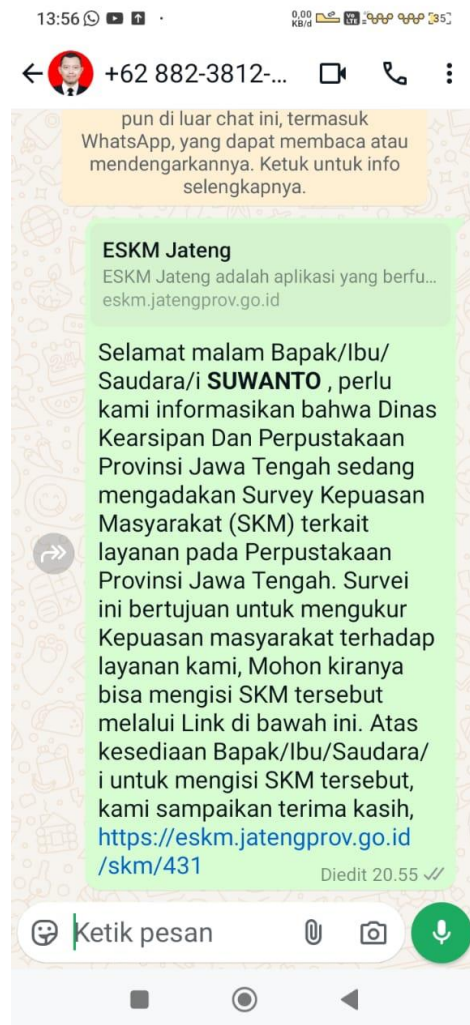 13:56
0,00
KB/d
Vo
LTE
35
+62 882-3812-...
pun di luar chat ini, termasuk
WhatsApp, yang dapat membaca atau
mendengarkannya. Ketuk untuk info
selengkapnya.
ESKM Jateng
ESKM Jateng adalah aplikasi yang berfu...
eskm.jatengprov.go.id
Selamat malam Bapak/Ibu/
Saudara/i SUWANTO , perlu
kami informasikan bahwa Dinas
Kearsipan Dan Perpustakaan
Provinsi Jawa Tengah sedang
mengadakan Survey Kepuasan
Masyarakat (SKM) terkait
layanan pada Perpustakaan
Provinsi Jawa Tengah. Survei
ini bertujuan untuk mengukur
Kepuasan masyarakat terhadap
layanan kami, Mohon kiranya
bisa mengisi SKM tersebut
melalui Link di bawah ini. Atas
kesediaan Bapak/Ibu/Saudara/
i untuk mengisi SKM tersebut,
kami sampaikan terima kasih,
https://eskm.jatengprov.go.id
/skm/431
Diedit 20.55
Ketik pesan